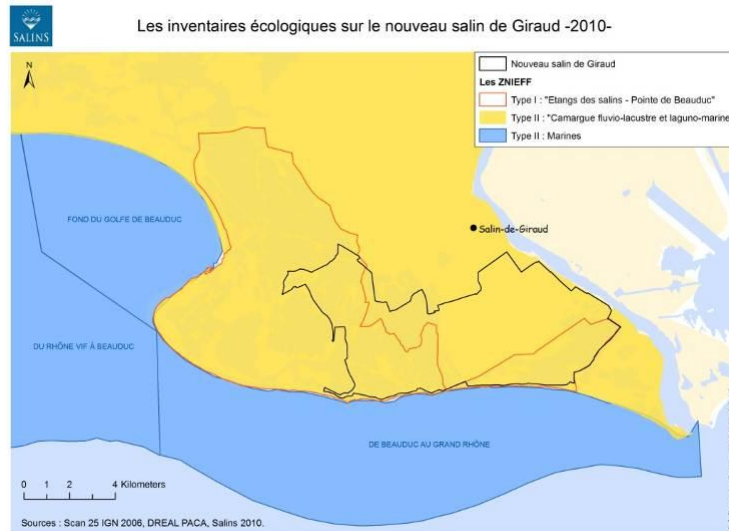 SALINS
Les inventaires écologiques sur le nouveau salin de Giraud -2010-
N
Nouveau salin de Giraud
Les ZNIEFF
Type I : "Etangs des salins - Pointe de Beauduc"
Type II : "Camargue fluvio-lacustre et laguno-marine
Type II : Marines
FOND DU GOLFE DE BEAUDUC
Salin-de-Giraud
DU RHÔNE VIF À BEAUDUC
DE BEAUDUC AU GRAND RHÔNE
0 1 2 4 Kilometers
Sources : Scan 25 IGN 2006, DREAL PACA, Salins 2010.